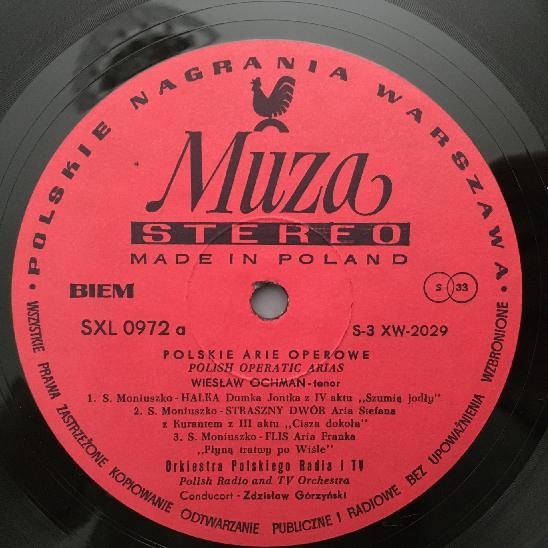 • POLSKIE NAGRANIA WARSZAWA •
Muza
STEREO
MADE IN POLAND
BIEM
S 33
SXL 0972 a
S-3 XW-2029
POLSKIE ARIE OPEROWE
POLISH OPERATIC ARIAS
WIESŁAW OCHMAN - tenor
1. S. Moniuszko - HALKA Dumka Jontka z IV aktu „Szumią jodły"
2. S. Moniuszko - STRASZNY DWÓR Aria Stefana
z Kurantem z III aktu „Cisza dokoła"
3. S. Moniuszko - FLIS Aria Franka
„Płyną tratwy po Wiśle"
Orkiestra Polskiego Radia i TV
Polish Radio and TV Orchestra
Conducort - Zdzisław Górzyński
WSZYSTKIE PRAWA ZASTRZEŻONE KOPIOWANIE ODTWARZANIE PUBLICZNE I RADIOWE BEZ UPOWAŻNIENIA WZBRONIONE